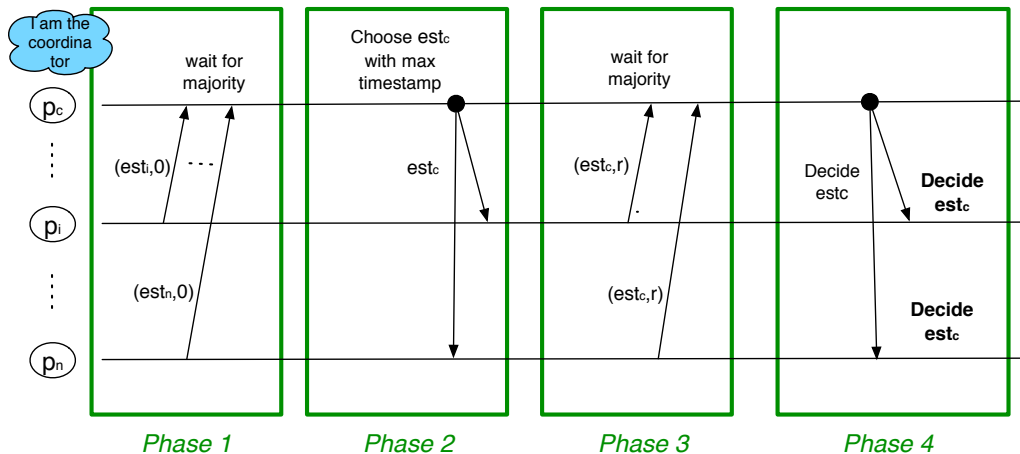 I am the
coordina
tor
wait for
majority
Choose estc
with max
timestamp
wait for
majority
pc
(esti,0)
estc
(estc,r)
Decide
estc
Decide
estc
pi
(estn,0)
(estc,r)
Decide
estc
pn
Phase 1
Phase 2
Phase 3
Phase 4